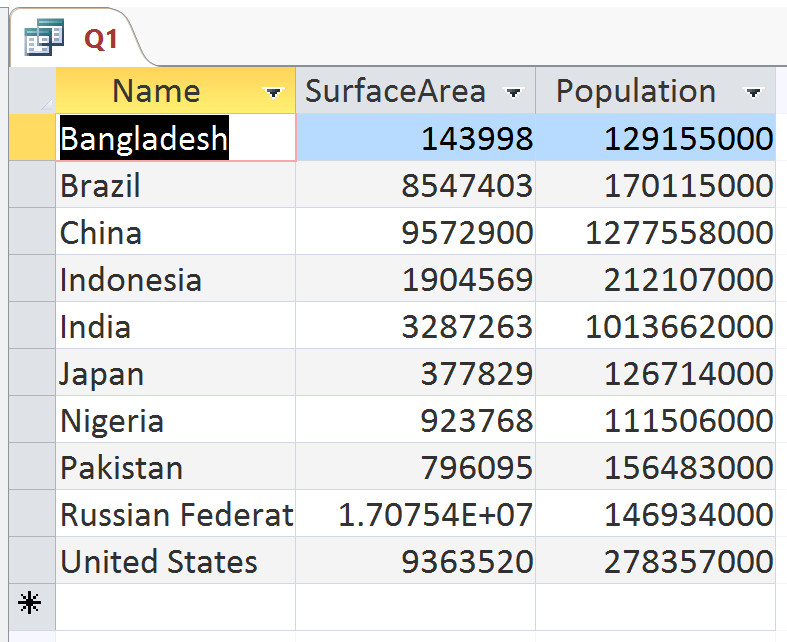 Q1
Name SurfaceArea Population
Bangladesh 143998 129155000
Brazil 8547403 170115000
China 9572900 1277558000
Indonesia 1904569 212107000
India 3287263 1013662000
Japan 377829 126714000
Nigeria 923768 111506000
Pakistan 796095 156483000
Russian Federat 1.70754E+07 146934000
United States 9363520 278357000